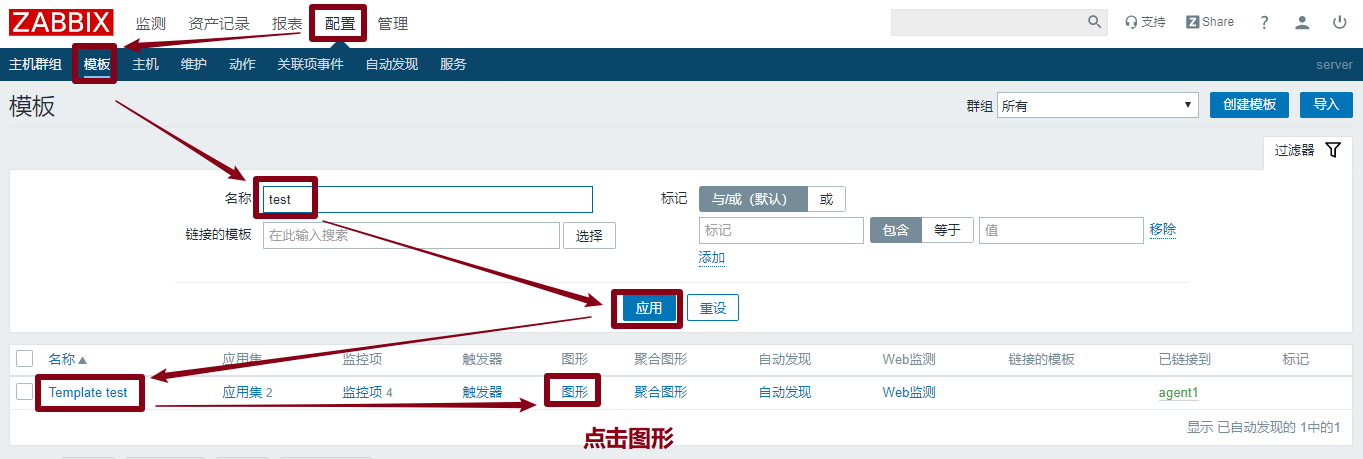 ZABBIX 监测 资产记录 报表 配置 管理 支持 Z Share ?
主机群组 模板 主机 维护 动作 关联项事件 自动发现 服务 server
模板 群组 所有 创建模板 导入
过滤器
名称 test 标记 与/或（默认） 或
链接的模板 在此输入搜索 选择 标记 包含 等于 值 移除
添加
应用 重设
名称 应用集 监控项 触发器 图形 聚合图形 自动发现 Web监测 链接的模板 已链接到 标记
Template test 应用集 2 监控项 4 触发器 图形 聚合图形 自动发现 Web监测 agent1
显示 已自动发现的 1中的1
点击图形